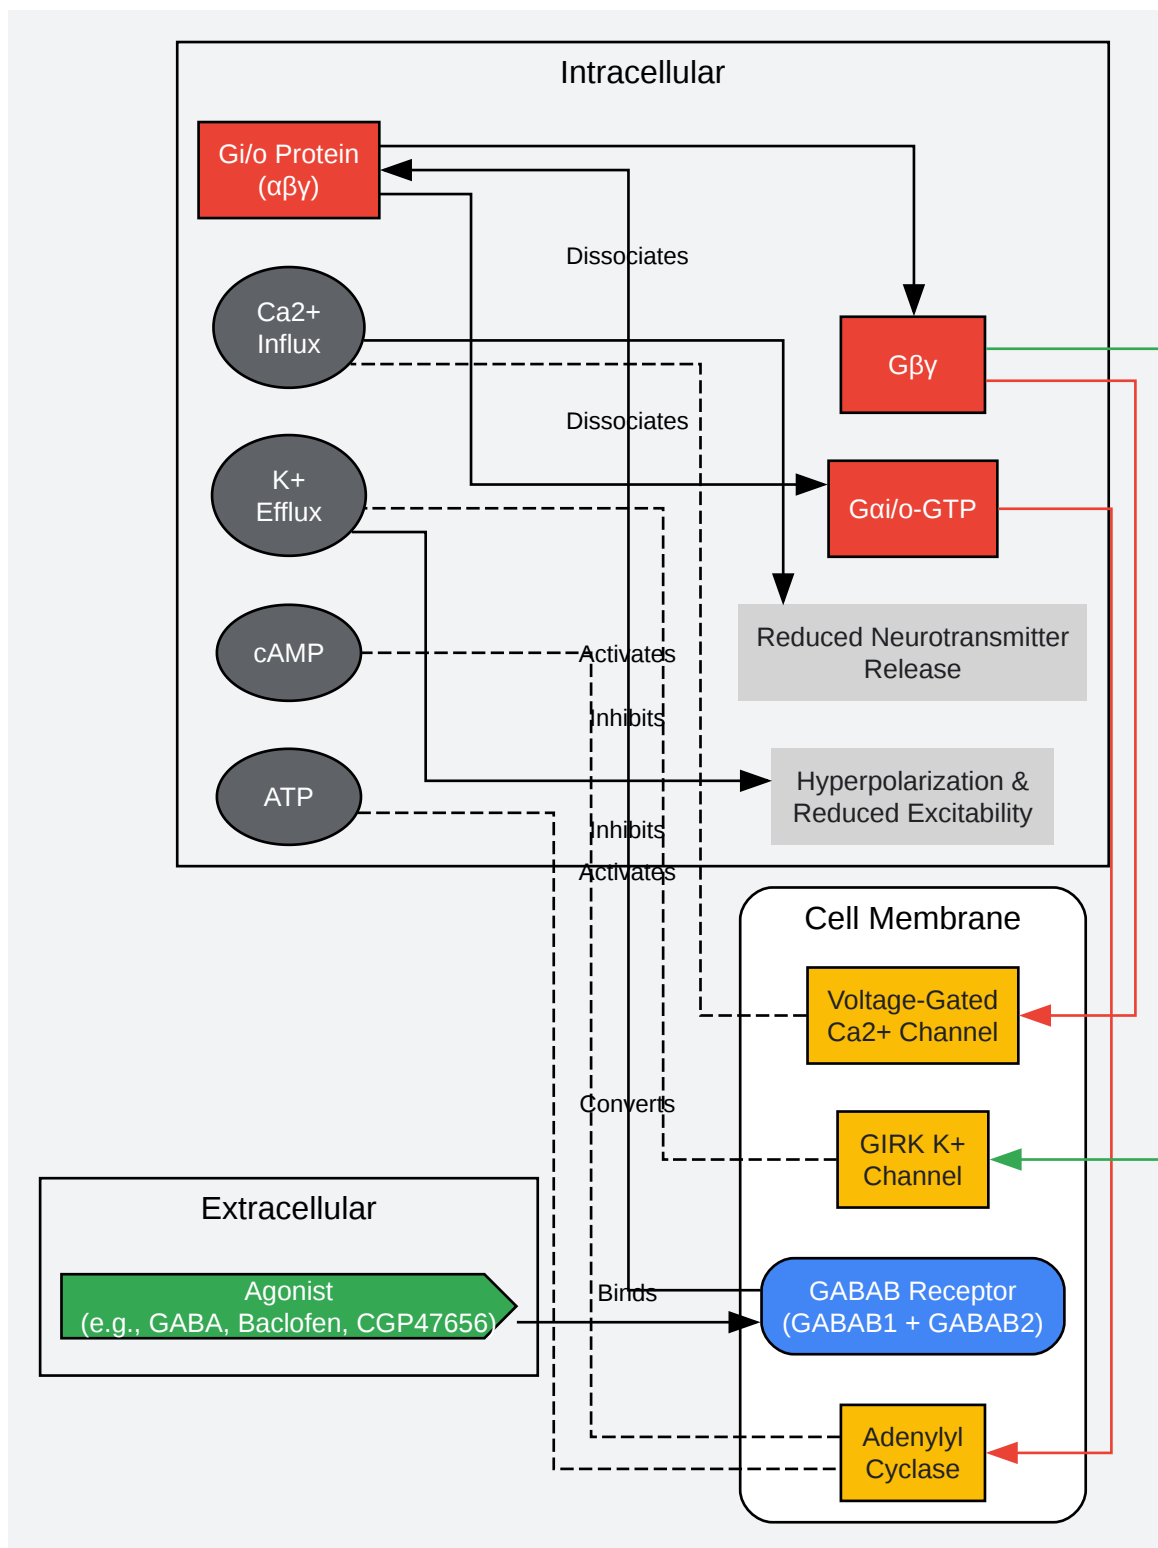 Intracellular
Gi/o Protein
(αβγ)
Dissociates
Ca2+
Influx
Gβγ
Dissociates
K+
Efflux
Gαi/o-GTP
Reduced Neurotransmitter
Release
cAMP
Activates
Inhibits
Hyperpolarization &
Reduced Excitability
ATP
Inhibits
Activates
Cell Membrane
Voltage-Gated
Ca2+ Channel
Converts
GIRK K+
Channel
Extracellular
Agonist
(e.g., GABA, Baclofen, CGP47656)
Binds
GABAB Receptor
(GABAB1 + GABAB2)
Adenylyl
Cyclase